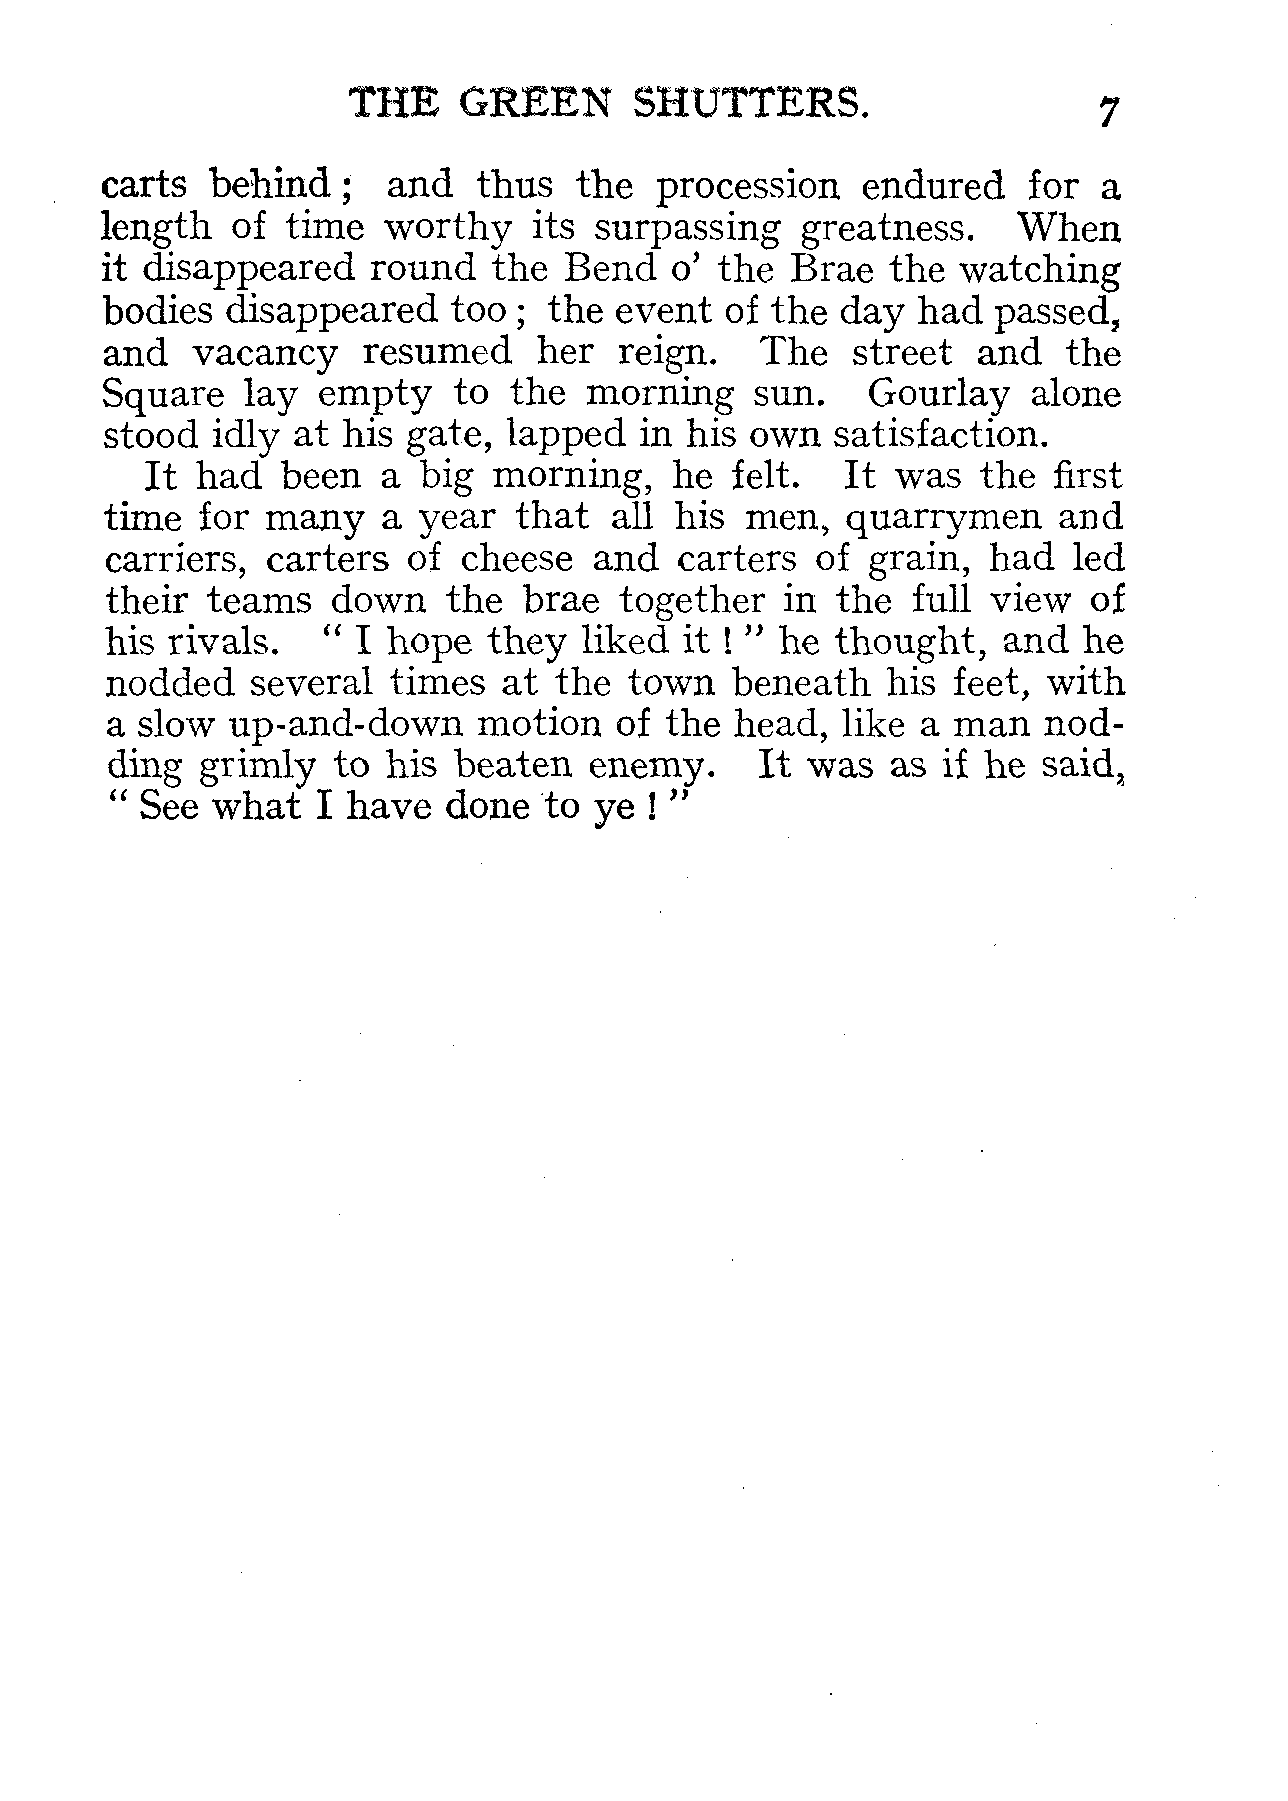 THE GREEN SHUTTERS. 7
carts behind ; and thus the procession endured for a
length of time worthy its surpassing greatness. When
it disappeared round the Bend o' the Brae the watching
bodies disappeared too ; the event of the day had passed,
and vacancy resumed her reign. The street and the
Square lay empty to the morning sun. Gourlay alone
stood idly at his gate, lapped in his own satisfaction.
It had been a big morning, he felt. It was the first
time for many a year that all his men, quarrymen and
carriers, carters of cheese and carters of grain, had led
their teams down the brae together in the full view of
his rivals. " I hope they liked it ! " he thought, and he
nodded several times at the town beneath his feet, with
a slow up-and-down motion of the head, like a man nod-
ding grimly to his beaten enemy. It was as if he said,
" See what I have done to ye ! "